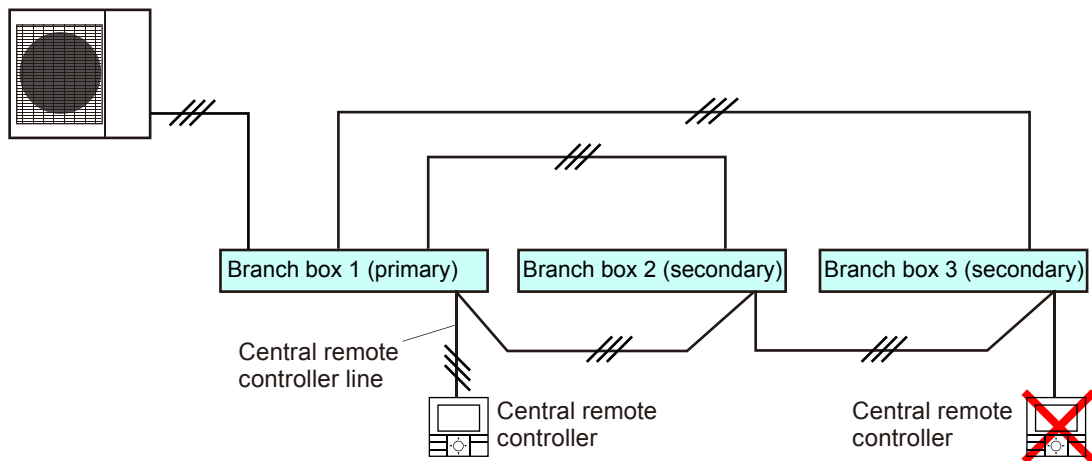 Branch box 1 (primary)
Branch box 2 (secondary)
Branch box 3 (secondary)
Central remote
controller line
Central remote
controller
Central remote
controller